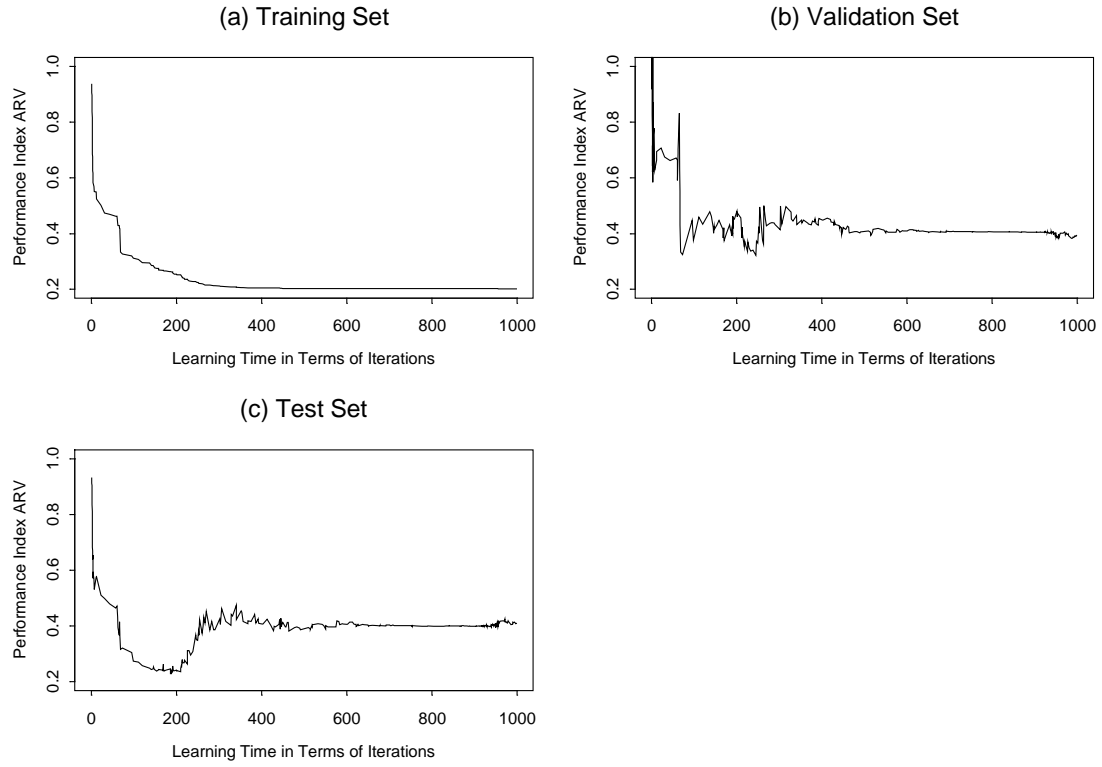 (a) Training Set
Performance Index ARV
1.0
0.8
0.6
0.4
0.2
0 200 400 600 800 1000
Learning Time in Terms of Iterations
(b) Validation Set
Performance Index ARV
1.0
0.8
0.6
0.4
0.2
0 200 400 600 800 1000
Learning Time in Terms of Iterations
(c) Test Set
Performance Index ARV
1.0
0.8
0.6
0.4
0.2
0 200 400 600 800 1000
Learning Time in Terms of Iterations